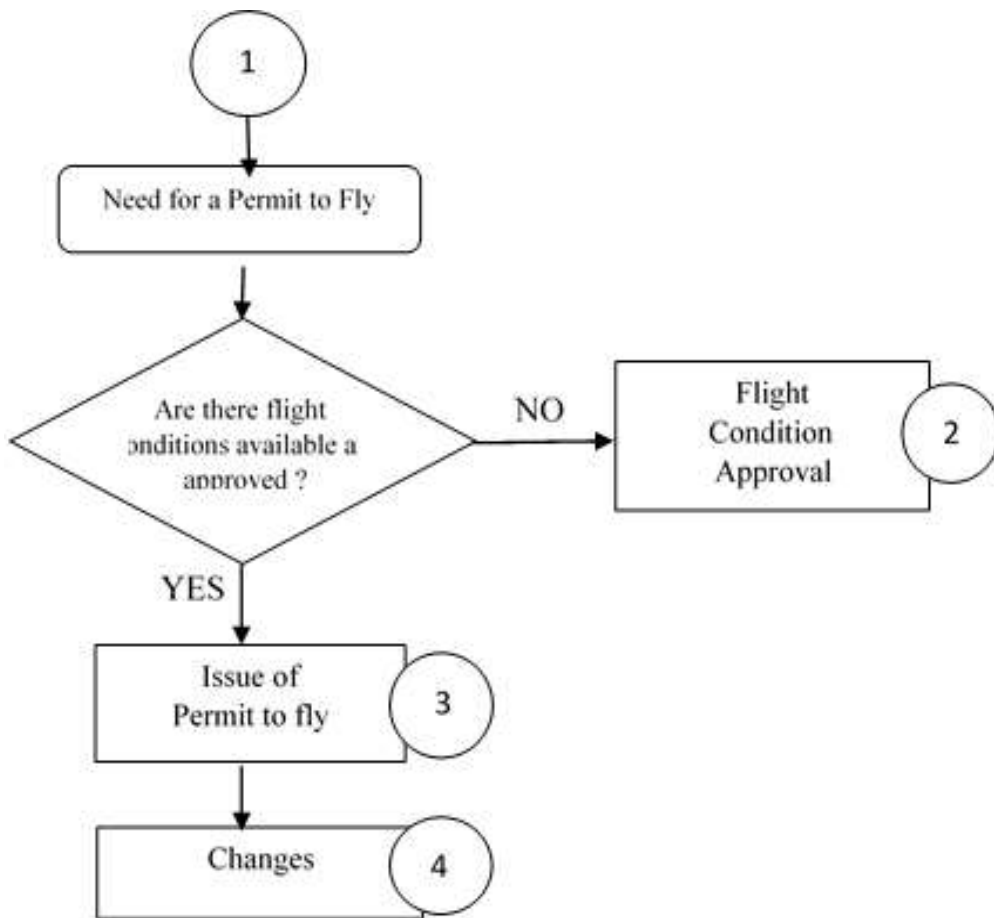 1
Need for a Permit to Fly
Are there flight
onditions available a
approved ?
NO
Flight
Condition
Approval
2
YES
Issue of
Permit to fly
3
Changes
4